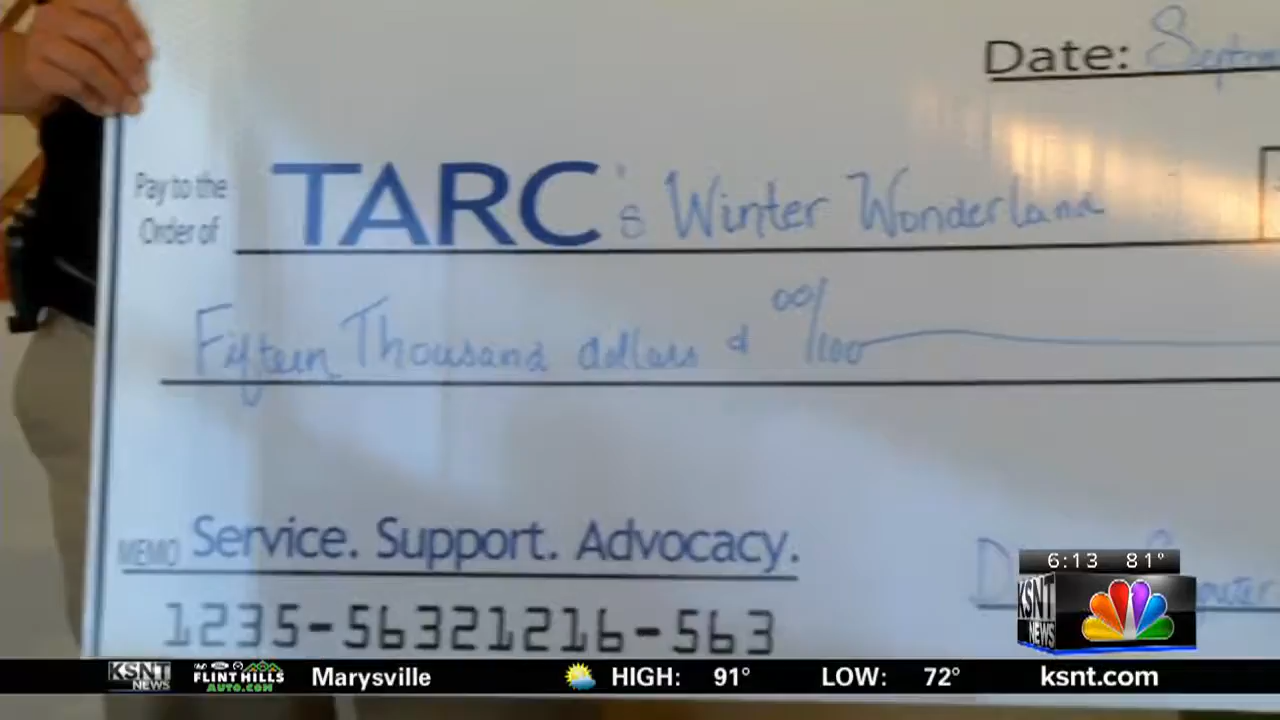 Date:
Pay to the
Order of
TARC's Winter Wonderland
Fifteen Thousand dollars & 00/100
MEMO Service. Support. Advocacy.
1235-56321216-563
6:13 81°
KSNT
NEWS
KSNT NEWS FLINT HILLS AUTO.COM Marysville HIGH: 91° LOW: 72° ksnt.com